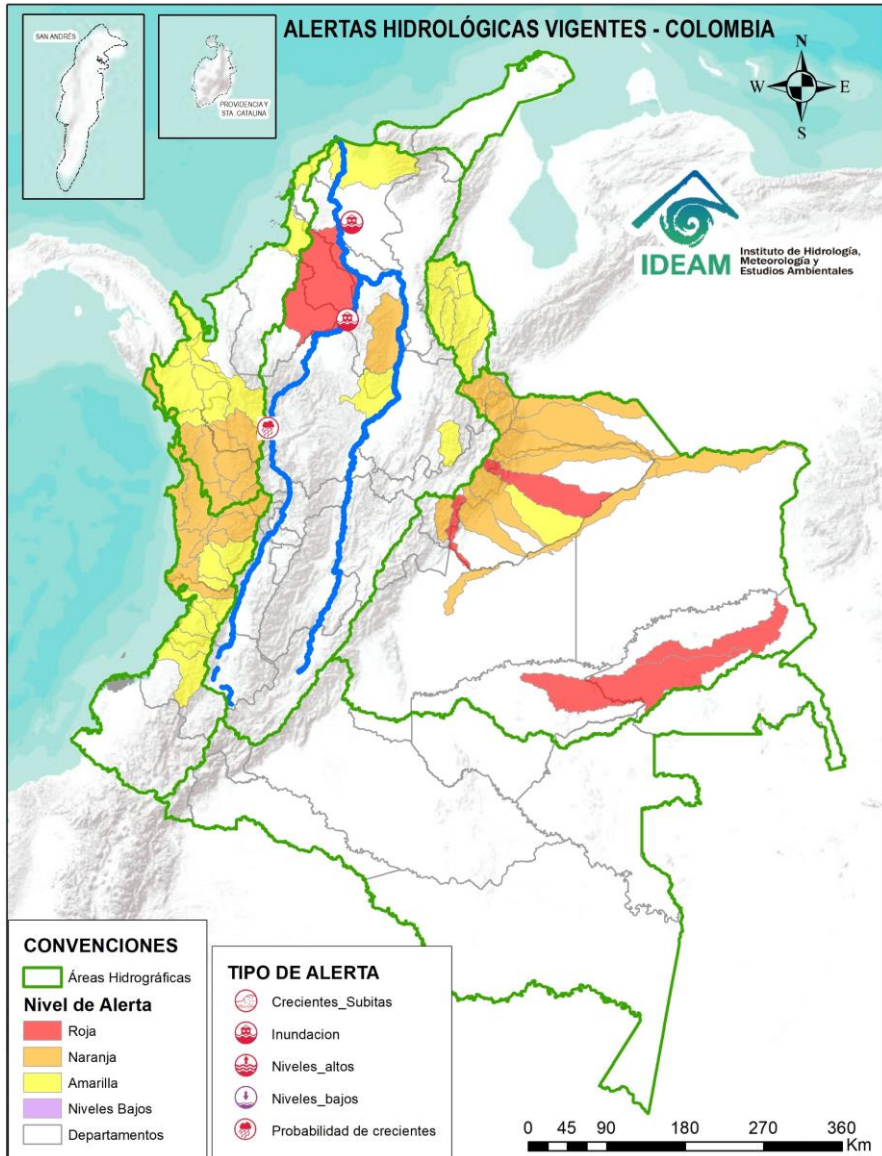 SAN ANDRÉS
PROVIDENCIA Y
STA. CATALINA
ALERTAS HIDROLÓGICAS VIGENTES - COLOMBIA
N
W
E
S
IDEAM
Instituto de Hidrología,
Meteorología y
Estudios Ambientales
CONVENCIONES
Áreas Hidrográficas
Nivel de Alerta
Roja
Naranja
Amarilla
Niveles Bajos
Departamentos
TIPO DE ALERTA
Crecientes_Subitas
Inundacion
Niveles_altos
Niveles_bajos
Probabilidad de crecientes
0 45 90 180 270 360
Km